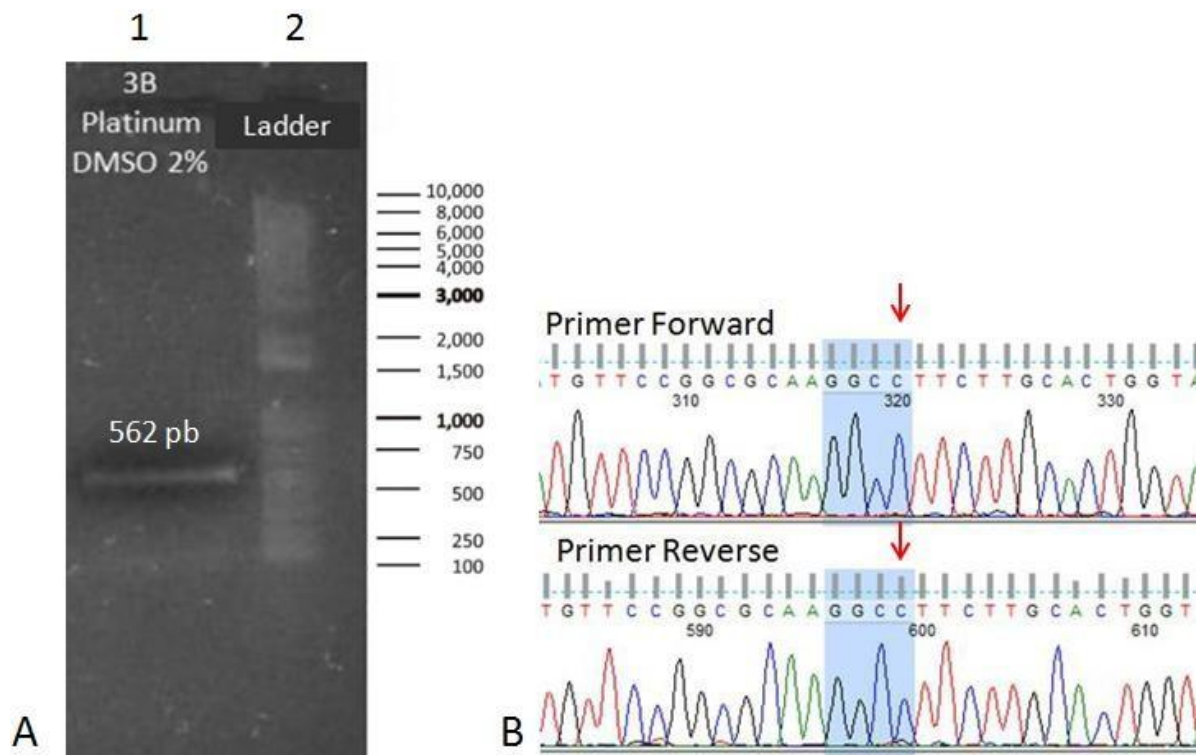 1 2
3B
Platinum
DMSO 2%
Ladder
10,000
8,000
6,000
5,000
4,000
3,000
2,000
1,500
1,000
750
500
250
100
562 pb
A
Primer Forward
TGTTCCGGCGCAAGGCCTTCTTGCACTGGTA
310 320 330
Primer Reverse
TGTTCCGGCGCAAGGCCTTCTTGCACTGGT
590 600 610
B